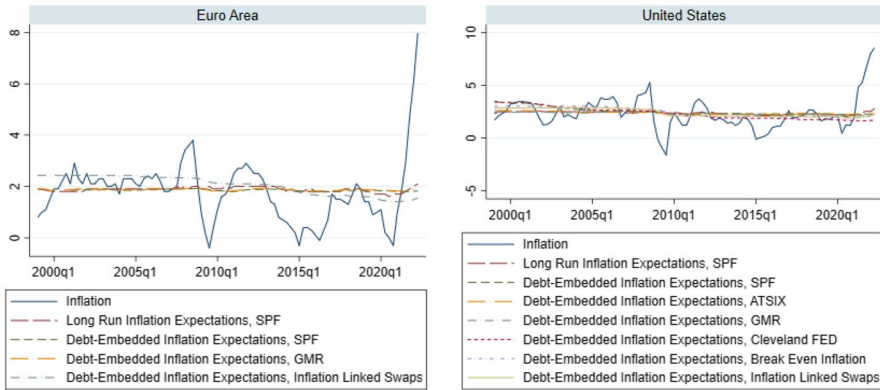 Euro Area
8
6
4
2
0
2000q1 2005q1 2010q1 2015q1 2020q1
Inflation
Long Run Inflation Expectations, SPF
Debt-Embedded Inflation Expectations, SPF
Debt-Embedded Inflation Expectations, GMR
Debt-Embedded Inflation Expectations, Inflation Linked Swaps
United States
10
5
0
-5
2000q1 2005q1 2010q1 2015q1 2020q1
Inflation
Long Run Inflation Expectations, SPF
Debt-Embedded Inflation Expectations, SPF
Debt-Embedded Inflation Expectations, ATSIX
Debt-Embedded Inflation Expectations, GMR
Debt-Embedded Inflation Expectations, Cleveland FED
Debt-Embedded Inflation Expectations, Break Even Inflation
Debt-Embedded Inflation Expectations, Inflation Linked Swaps